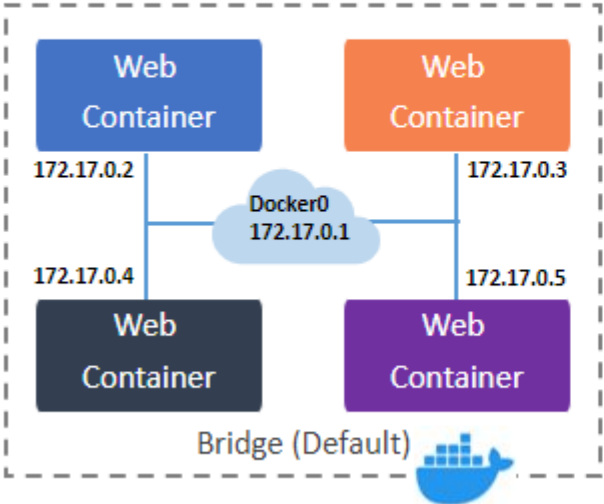 Web
Container
Web
Container
172.17.0.2
172.17.0.3
Docker0
172.17.0.1
172.17.0.4
172.17.0.5
Web
Container
Web
Container
Bridge (Default)